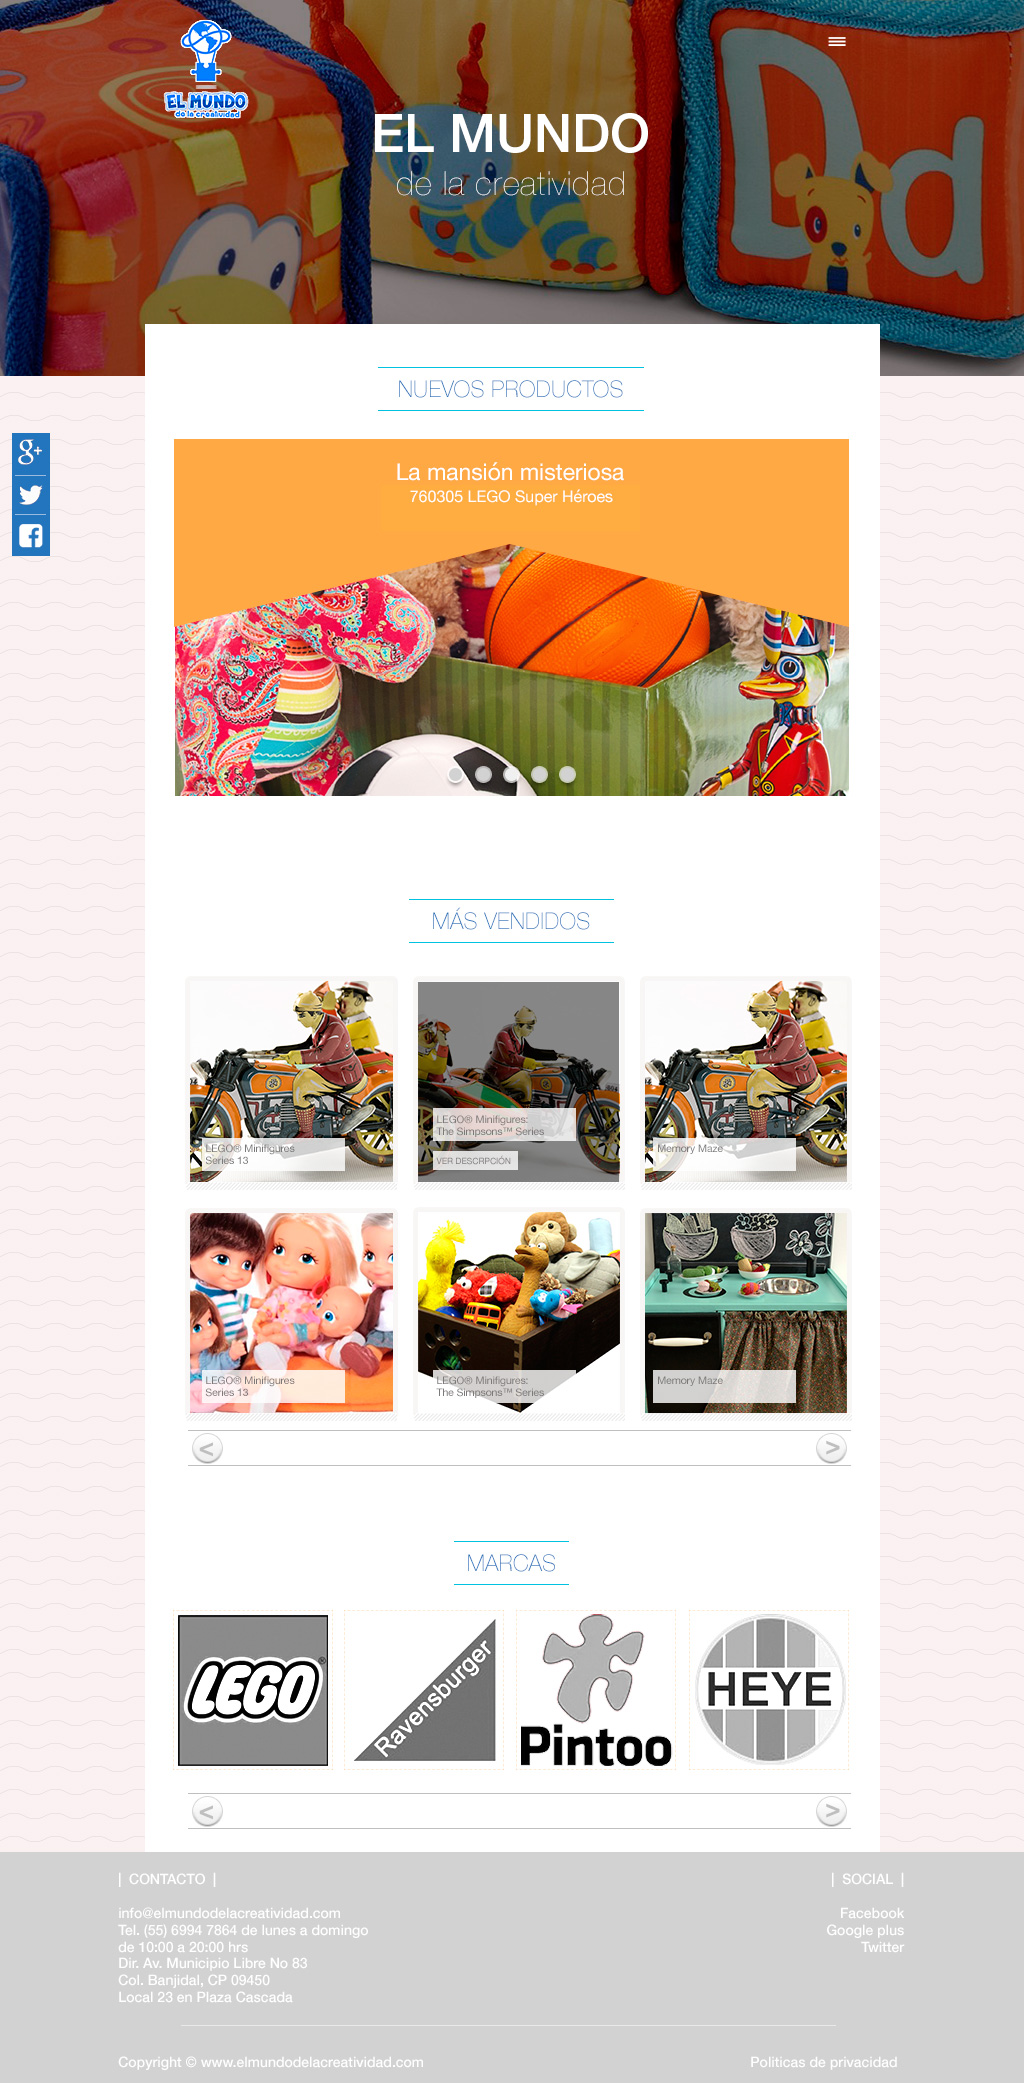 EL MUNDO
de la creatividad
EL MUNDO
de la creatividad
Dd
NUEVOS PRODUCTOS
g+
La mansión misteriosa
760305 LEGO Super Héroes
MÁS VENDIDOS
LEGO® Minifigures
Series 13
LEGO® Minifigures:
The Simpsons™ Series
VER DESCRPCIÓN
Memory Maze
LEGO® Minifigures
Series 13
LEGO® Minifigures:
The Simpsons™ Series
Memory Maze
< >
MARCAS
LEGO®
Ravensburger
Pintoo
HEYE
< >
| CONTACTO |
info@elmundodelacreatividad.com
Tel. (55) 6994 7864 de lunes a domingo
de 10:00 a 20:00 hrs
Dir. Av. Municipio Libre No 83
Col. Banjidal, CP 09450
Local 23 en Plaza Cascada
| SOCIAL |
Facebook
Google plus
Twitter
Copyright © www.elmundodelacreatividad.com
Políticas de privacidad